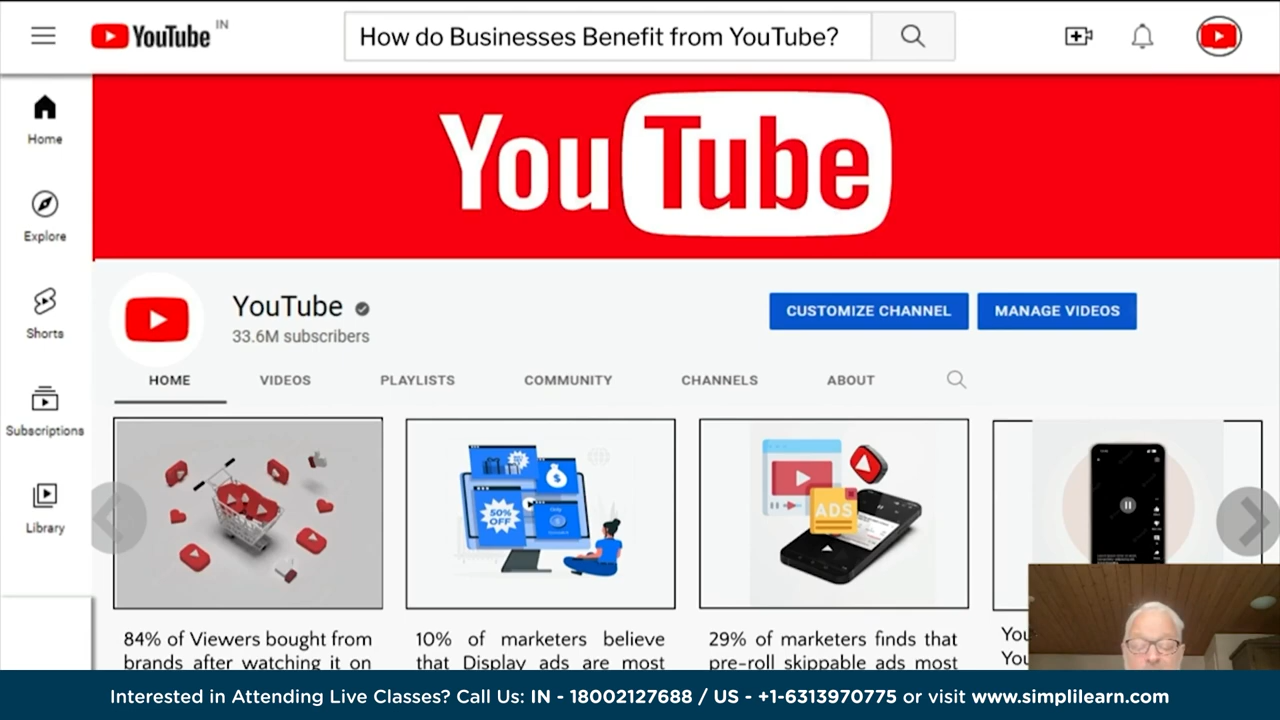 YouTube IN
How do Businesses Benefit from YouTube?
YouTube
Home
Explore
Shorts
Subscriptions
Library
YouTube
33.6M subscribers
CUSTOMIZE CHANNEL
MANAGE VIDEOS
HOME VIDEOS PLAYLISTS COMMUNITY CHANNELS ABOUT
50%
OFF
$
ADS
84% of Viewers bought from
brands after watching it on
10% of marketers believe
that Display ads are most
29% of marketers finds that
pre-roll skippable ads most
You
You
Interested in Attending Live Classes? Call Us: IN - 18002127688 / US - +1-6313970775 or visit www.simplilearn.com